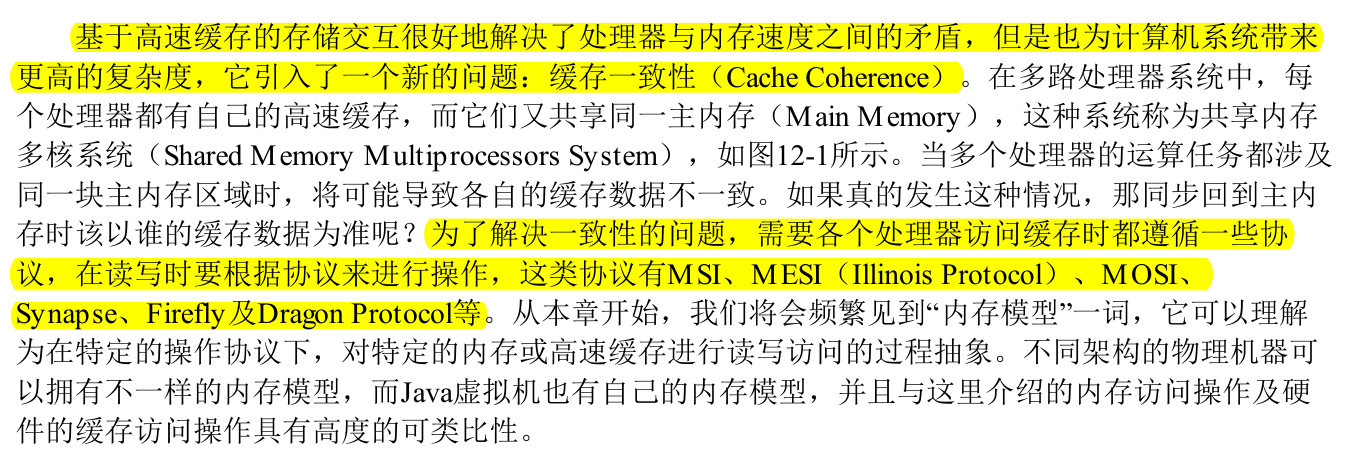 基于高速缓存的存储交互很好地解决了处理器与内存速度之间的矛盾，但是也为计算机系统带来
更高的复杂度，它引入了一个新的问题：缓存一致性（Cache Coherence）。在多路处理器系统中，每
个处理器都有自己的高速缓存，而它们又共享同一主内存（Main Memory），这种系统称为共享内存
多核系统（Shared Memory Multiprocessors System），如图12-1所示。当多个处理器的运算任务都涉及
同一块主内存区域时，将可能导致各自的缓存数据不一致。如果真的发生这种情况，那同步回到主内
存时该以谁的缓存数据为准呢？为了解决一致性的问题，需要各个处理器访问缓存时都遵循一些协
议，在读写时要根据协议来进行操作，这类协议有MSI、MESI（Illinois Protocol）、MOSI、
Synapse、Firefly及Dragon Protocol等。从本章开始，我们将会频繁见到“内存模型”一词，它可以理解
为在特定的操作协议下，对特定的内存或高速缓存进行读写访问的过程抽象。不同架构的物理机器可
以拥有不一样的内存模型，而Java虚拟机也有自己的内存模型，并且与这里介绍的内存访问操作及硬
件的缓存访问操作具有高度的可类比性。